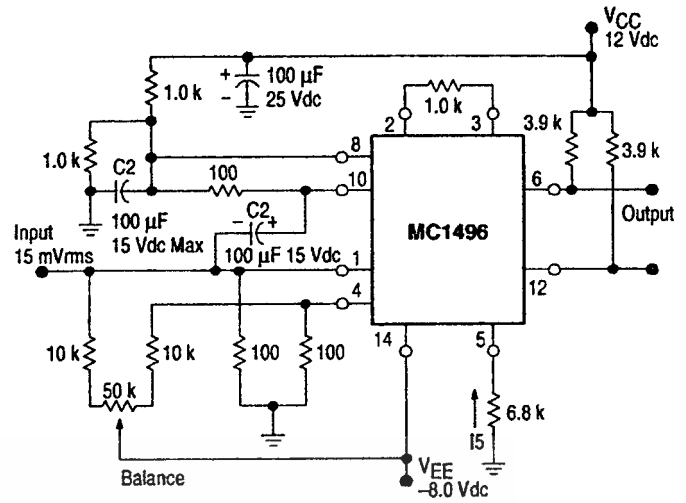 VCC
12 Vdc
+
100 µF
–
25 Vdc
1.0 k
1.0 k
2
3
3.9 k
3.9 k
1.0 k
8
C2
100
10
6
100 µF
15 Vdc Max
– C2 +
MC1496
Output
Input
15 mVrms
100 µF 15 Vdc
1
12
4
10 k
10 k
100
100
14
5
50 k
I5
6.8 k
Balance
VEE
–8.0 Vdc